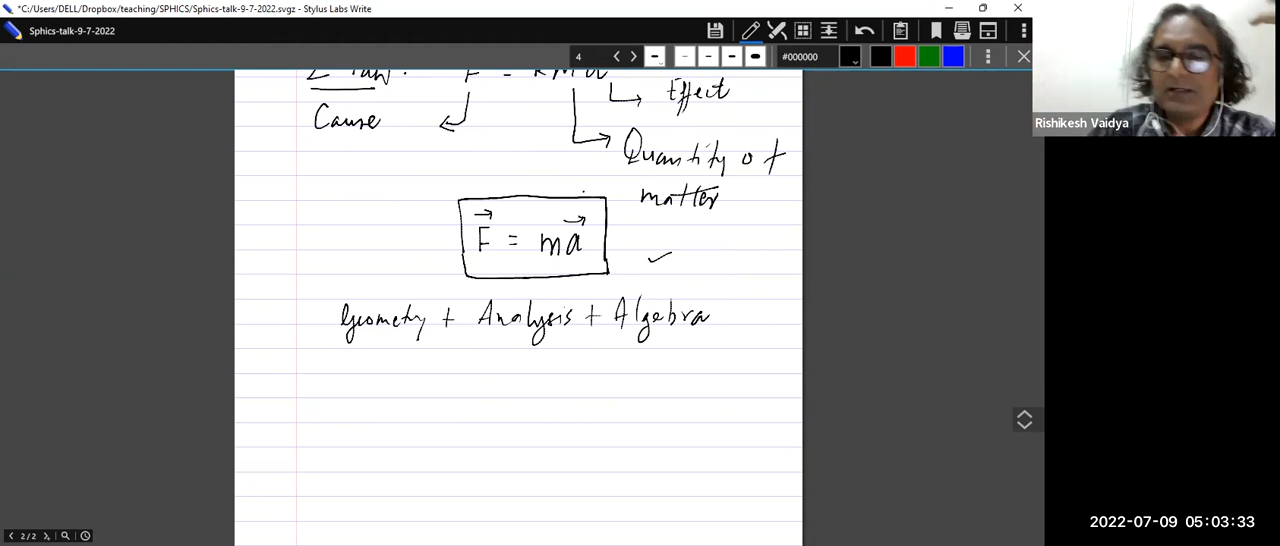 *C:/Users/DELL/Dropbox/teaching/SPHICS/Sphics-talk-9-7-2022.svgz - Stylus Labs Write
Sphics-talk-9-7-2022
4
#000000
F = kma
Effect
Cause
Quantity of
matter
F = ma
Geometry + Analysis + Algebra
Rishikesh Vaidya
2022-07-09 05:03:33
2/2